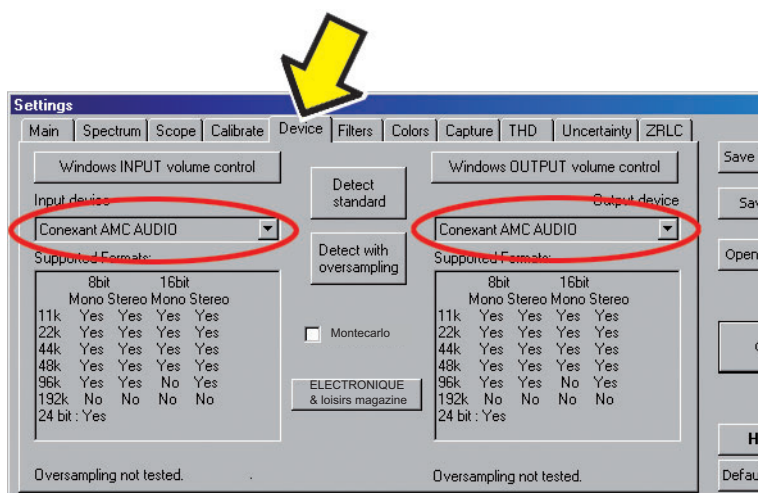 Settings
Main Spectrum Scope Calibrate Device Filters Colors Capture THD Uncertainty ZRLC
Windows INPUT volume control
Input device
Conexant AMC AUDIO
Supported Formats:
8bit 16bit
Mono Stereo Mono Stereo
11k Yes Yes Yes Yes
22k Yes Yes Yes Yes
44k Yes Yes Yes Yes
48k Yes Yes Yes Yes
96k Yes Yes No Yes
192k No No No No
24 bit : Yes
Oversampling not tested.
Detect
standard
Detect with
oversampling
Montecarlo
ELECTRONIQUE
& loisirs magazine
Windows OUTPUT volume control
Output device
Conexant AMC AUDIO
Supported Formats:
8bit 16bit
Mono Stereo Mono Stereo
11k Yes Yes Yes Yes
22k Yes Yes Yes Yes
44k Yes Yes Yes Yes
48k Yes Yes Yes Yes
96k Yes Yes No Yes
192k No No No No
24 bit : Yes
Oversampling not tested.
Save
Sav
Open
H
Defau